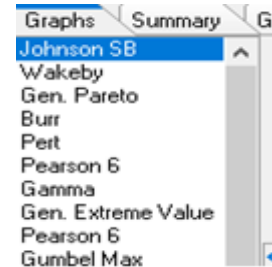 Graphs Summary G
Johnson SB
Wakeby
Gen. Pareto
Burr
Pert
Pearson 6
Gamma
Gen. Extreme Value
Pearson 6
Gumbel Max